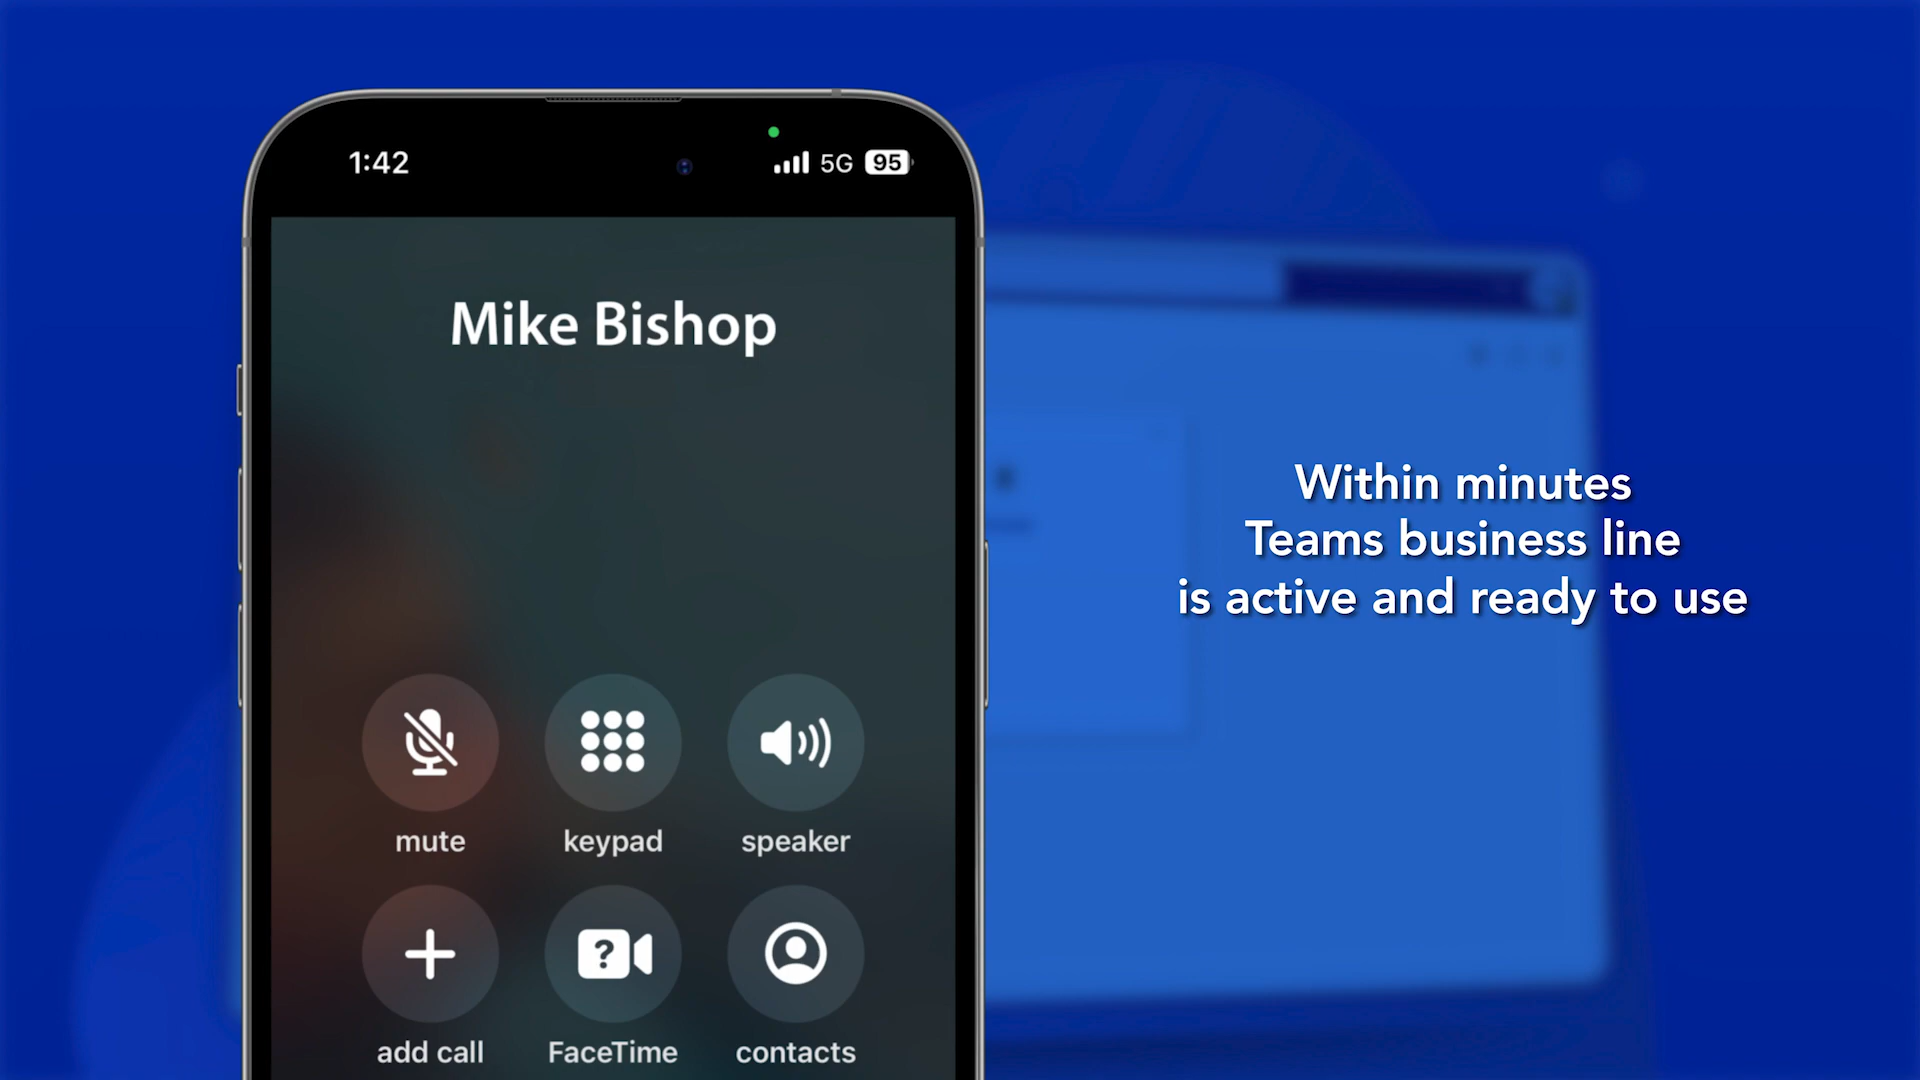 1:42
5G 95
Mike Bishop
mute keypad speaker
add call FaceTime contacts
Within minutes
Teams business line
is active and ready to use